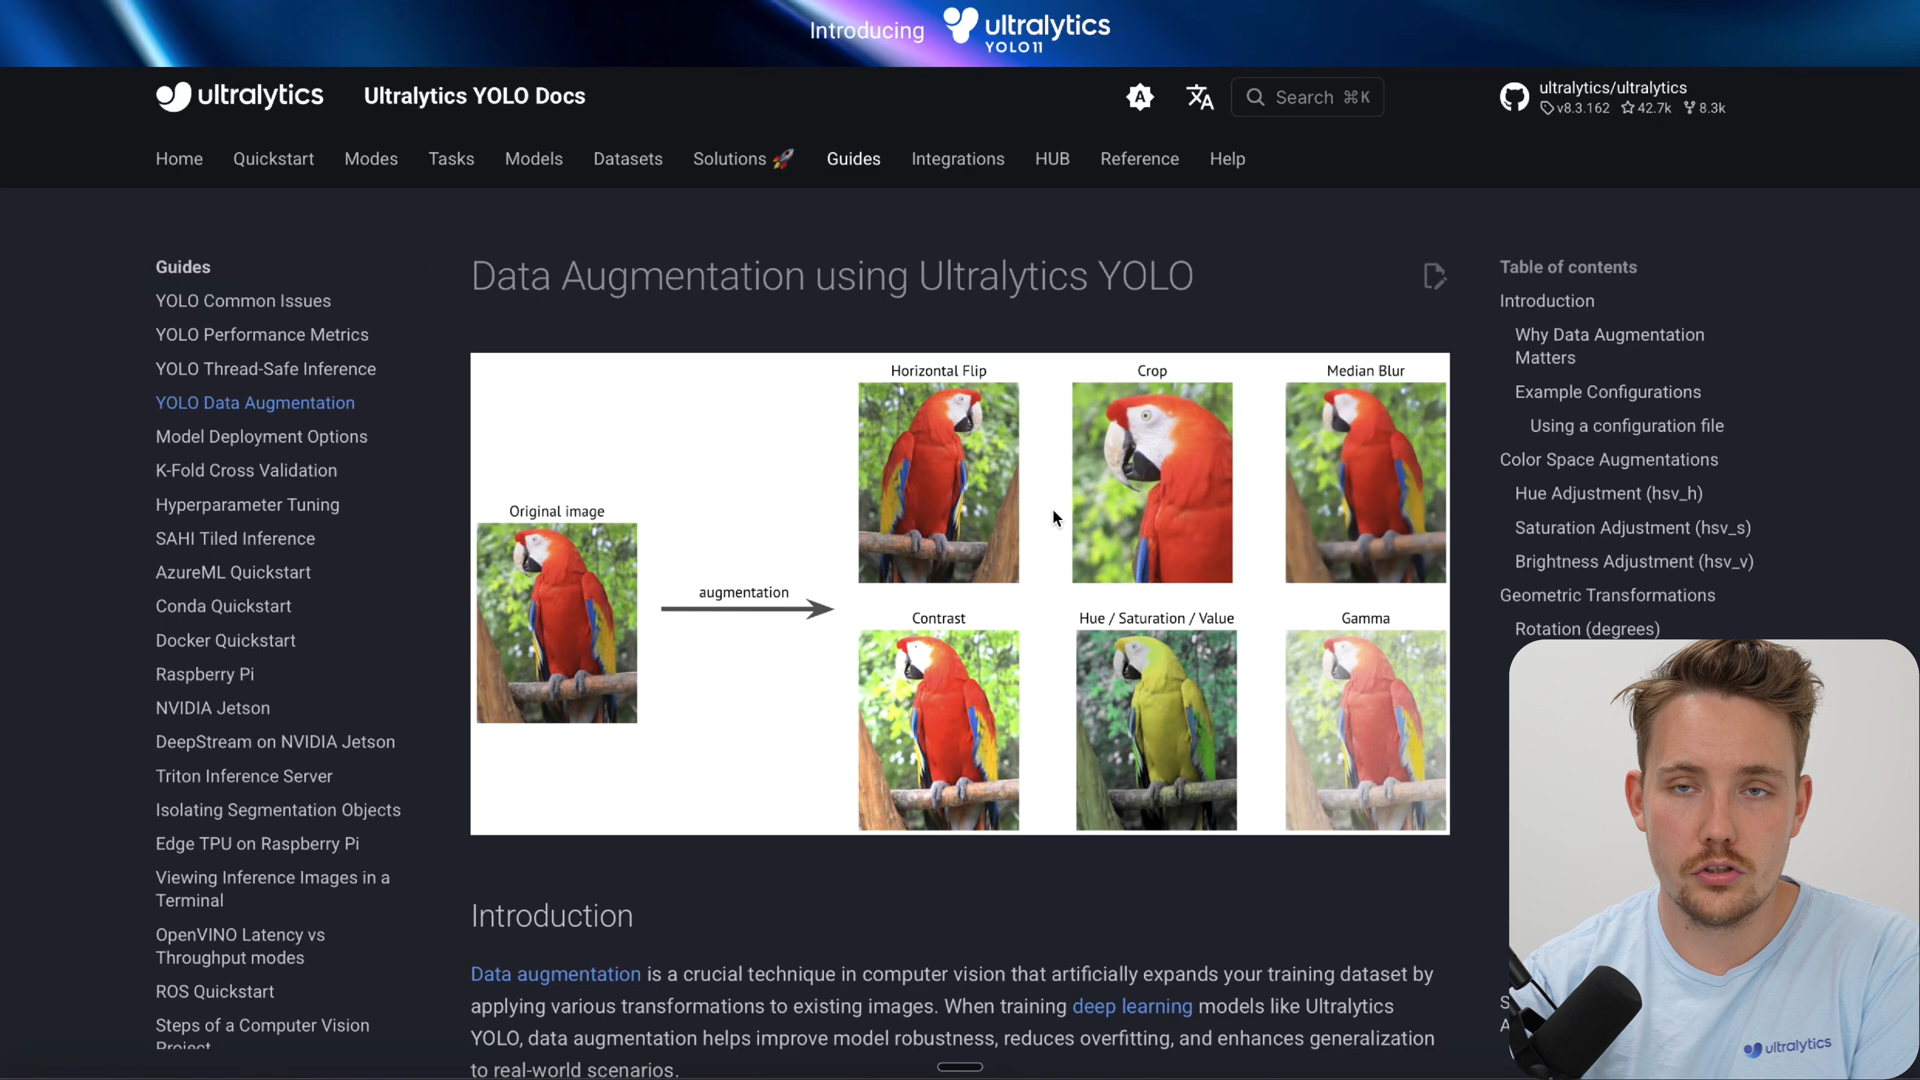 Introducing ultralytics
YOLO11
ultralytics
Ultralytics YOLO Docs
A
Search ⌘K
ultralytics/ultralytics
v8.3.162 42.7k 8.3k
Home Quickstart Modes Tasks Models Datasets Solutions 🚀 Guides Integrations HUB Reference Help
Guides
YOLO Common Issues
YOLO Performance Metrics
YOLO Thread-Safe Inference
YOLO Data Augmentation
Model Deployment Options
K-Fold Cross Validation
Hyperparameter Tuning
SAHI Tiled Inference
AzureML Quickstart
Conda Quickstart
Docker Quickstart
Raspberry Pi
NVIDIA Jetson
DeepStream on NVIDIA Jetson
Triton Inference Server
Isolating Segmentation Objects
Edge TPU on Raspberry Pi
Viewing Inference Images in a
Terminal
OpenVINO Latency vs
Throughput modes
ROS Quickstart
Steps of a Computer Vision
Project
Data Augmentation using Ultralytics YOLO
Original image
augmentation
Horizontal Flip
Crop
Median Blur
Contrast
Hue / Saturation / Value
Gamma
Introduction
Data augmentation is a crucial technique in computer vision that artificially expands your training dataset by
applying various transformations to existing images. When training deep learning models like Ultralytics
YOLO, data augmentation helps improve model robustness, reduces overfitting, and enhances generalization
to real-world scenarios.
Table of contents
Introduction
Why Data Augmentation
Matters
Example Configurations
Using a configuration file
Color Space Augmentations
Hue Adjustment (hsv_h)
Saturation Adjustment (hsv_s)
Brightness Adjustment (hsv_v)
Geometric Transformations
Rotation (degrees)
ultralytics